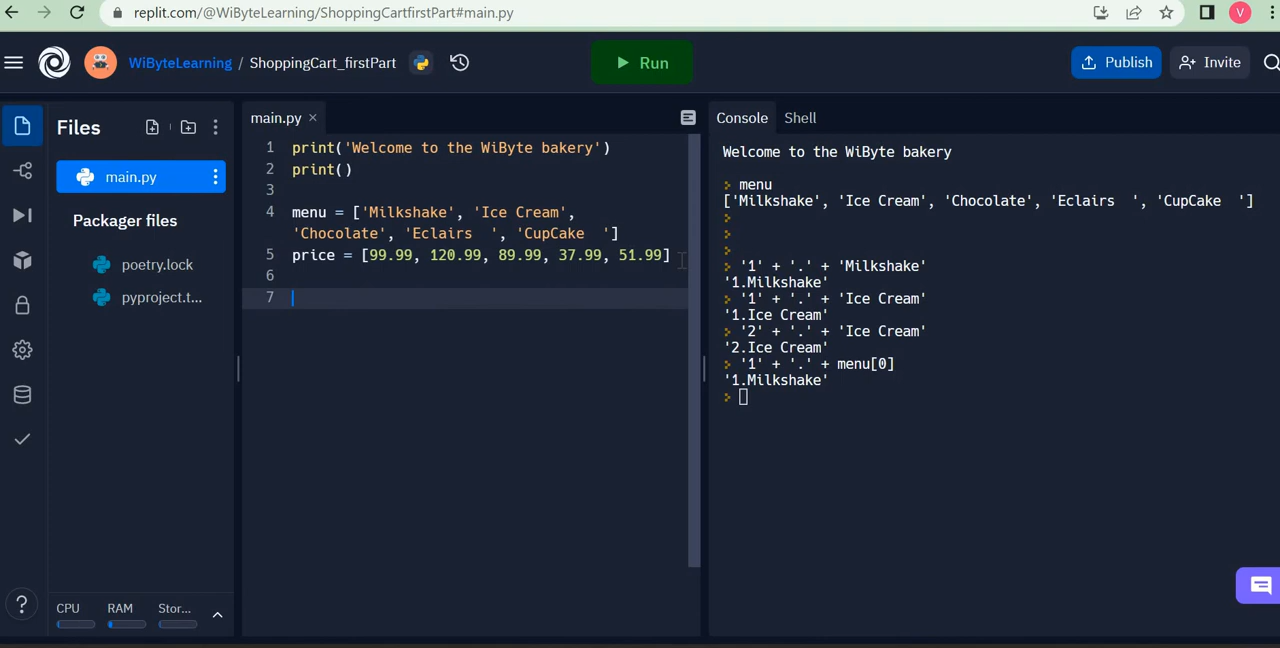 replit.com/@WiByteLearning/ShoppingCartfirstPart#main.py
V
WiByteLearning / ShoppingCart_firstPart
Run
Publish
Invite
Files
main.py
Packager files
poetry.lock
pyproject.t...
CPU
RAM
Stor...
?
main.py ×
1 print('Welcome to the WiByte bakery')
2 print()
3
4 menu = ['Milkshake', 'Ice Cream',
'Chocolate', 'Eclairs  ', 'CupCake  ']
5 price = [99.99, 120.99, 89.99, 37.99, 51.99]
6
7
Console Shell
Welcome to the WiByte bakery
menu
['Milkshake', 'Ice Cream', 'Chocolate', 'Eclairs  ', 'CupCake  ']
'1' + '.' + 'Milkshake'
'1.Milkshake'
'1' + '.' + 'Ice Cream'
'1.Ice Cream'
'2' + '.' + 'Ice Cream'
'2.Ice Cream'
'1' + '.' + menu[0]
'1.Milkshake'